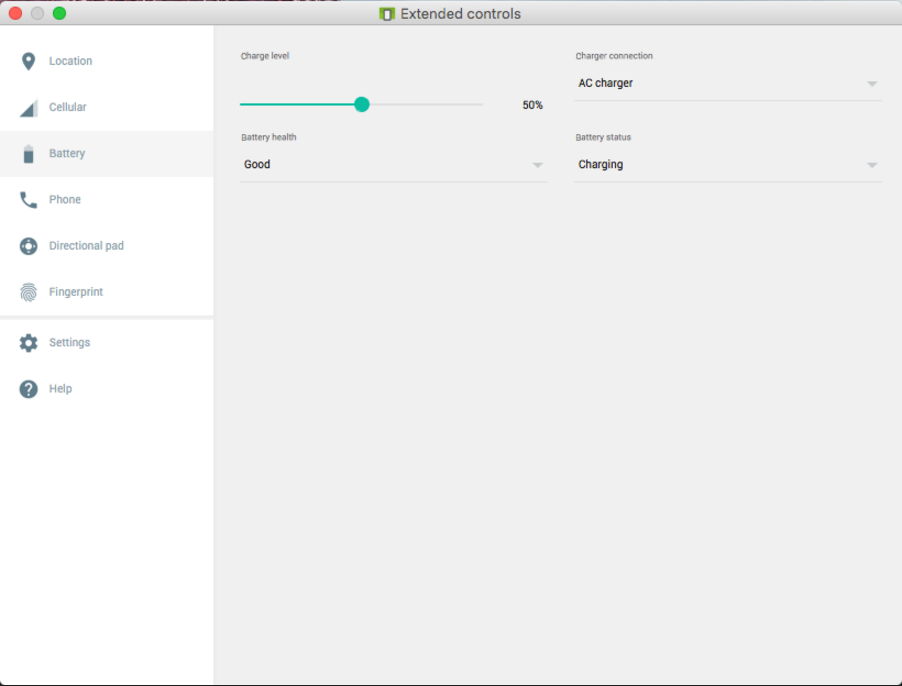 Extended controls
Location
Cellular
Battery
Phone
Directional pad
Fingerprint
Settings
Help
Charge level
50%
Charger connection
AC charger
Battery health
Good
Battery status
Charging